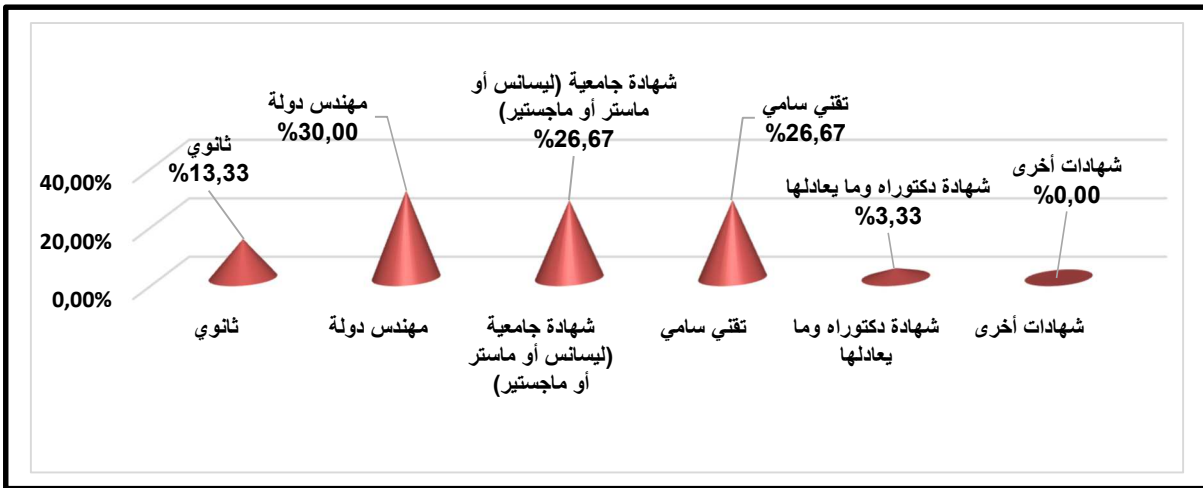 ثانوي
%13,33
مهندس دولة
%30,00
شهادة جامعية (ليسانس أو
ماستر أو ماجستير)
%26,67
تقني سامي
%26,67
شهادة دكتوراه وما يعادلها
%3,33
شهادات أخرى
%0,00
40,00%
20,00%
0,00%
ثانوي
مهندس دولة
شهادة جامعية
(ليسانس أو ماستر
أو ماجستير)
تقني سامي
شهادة دكتوراه وما
يعادلها
شهادات أخرى